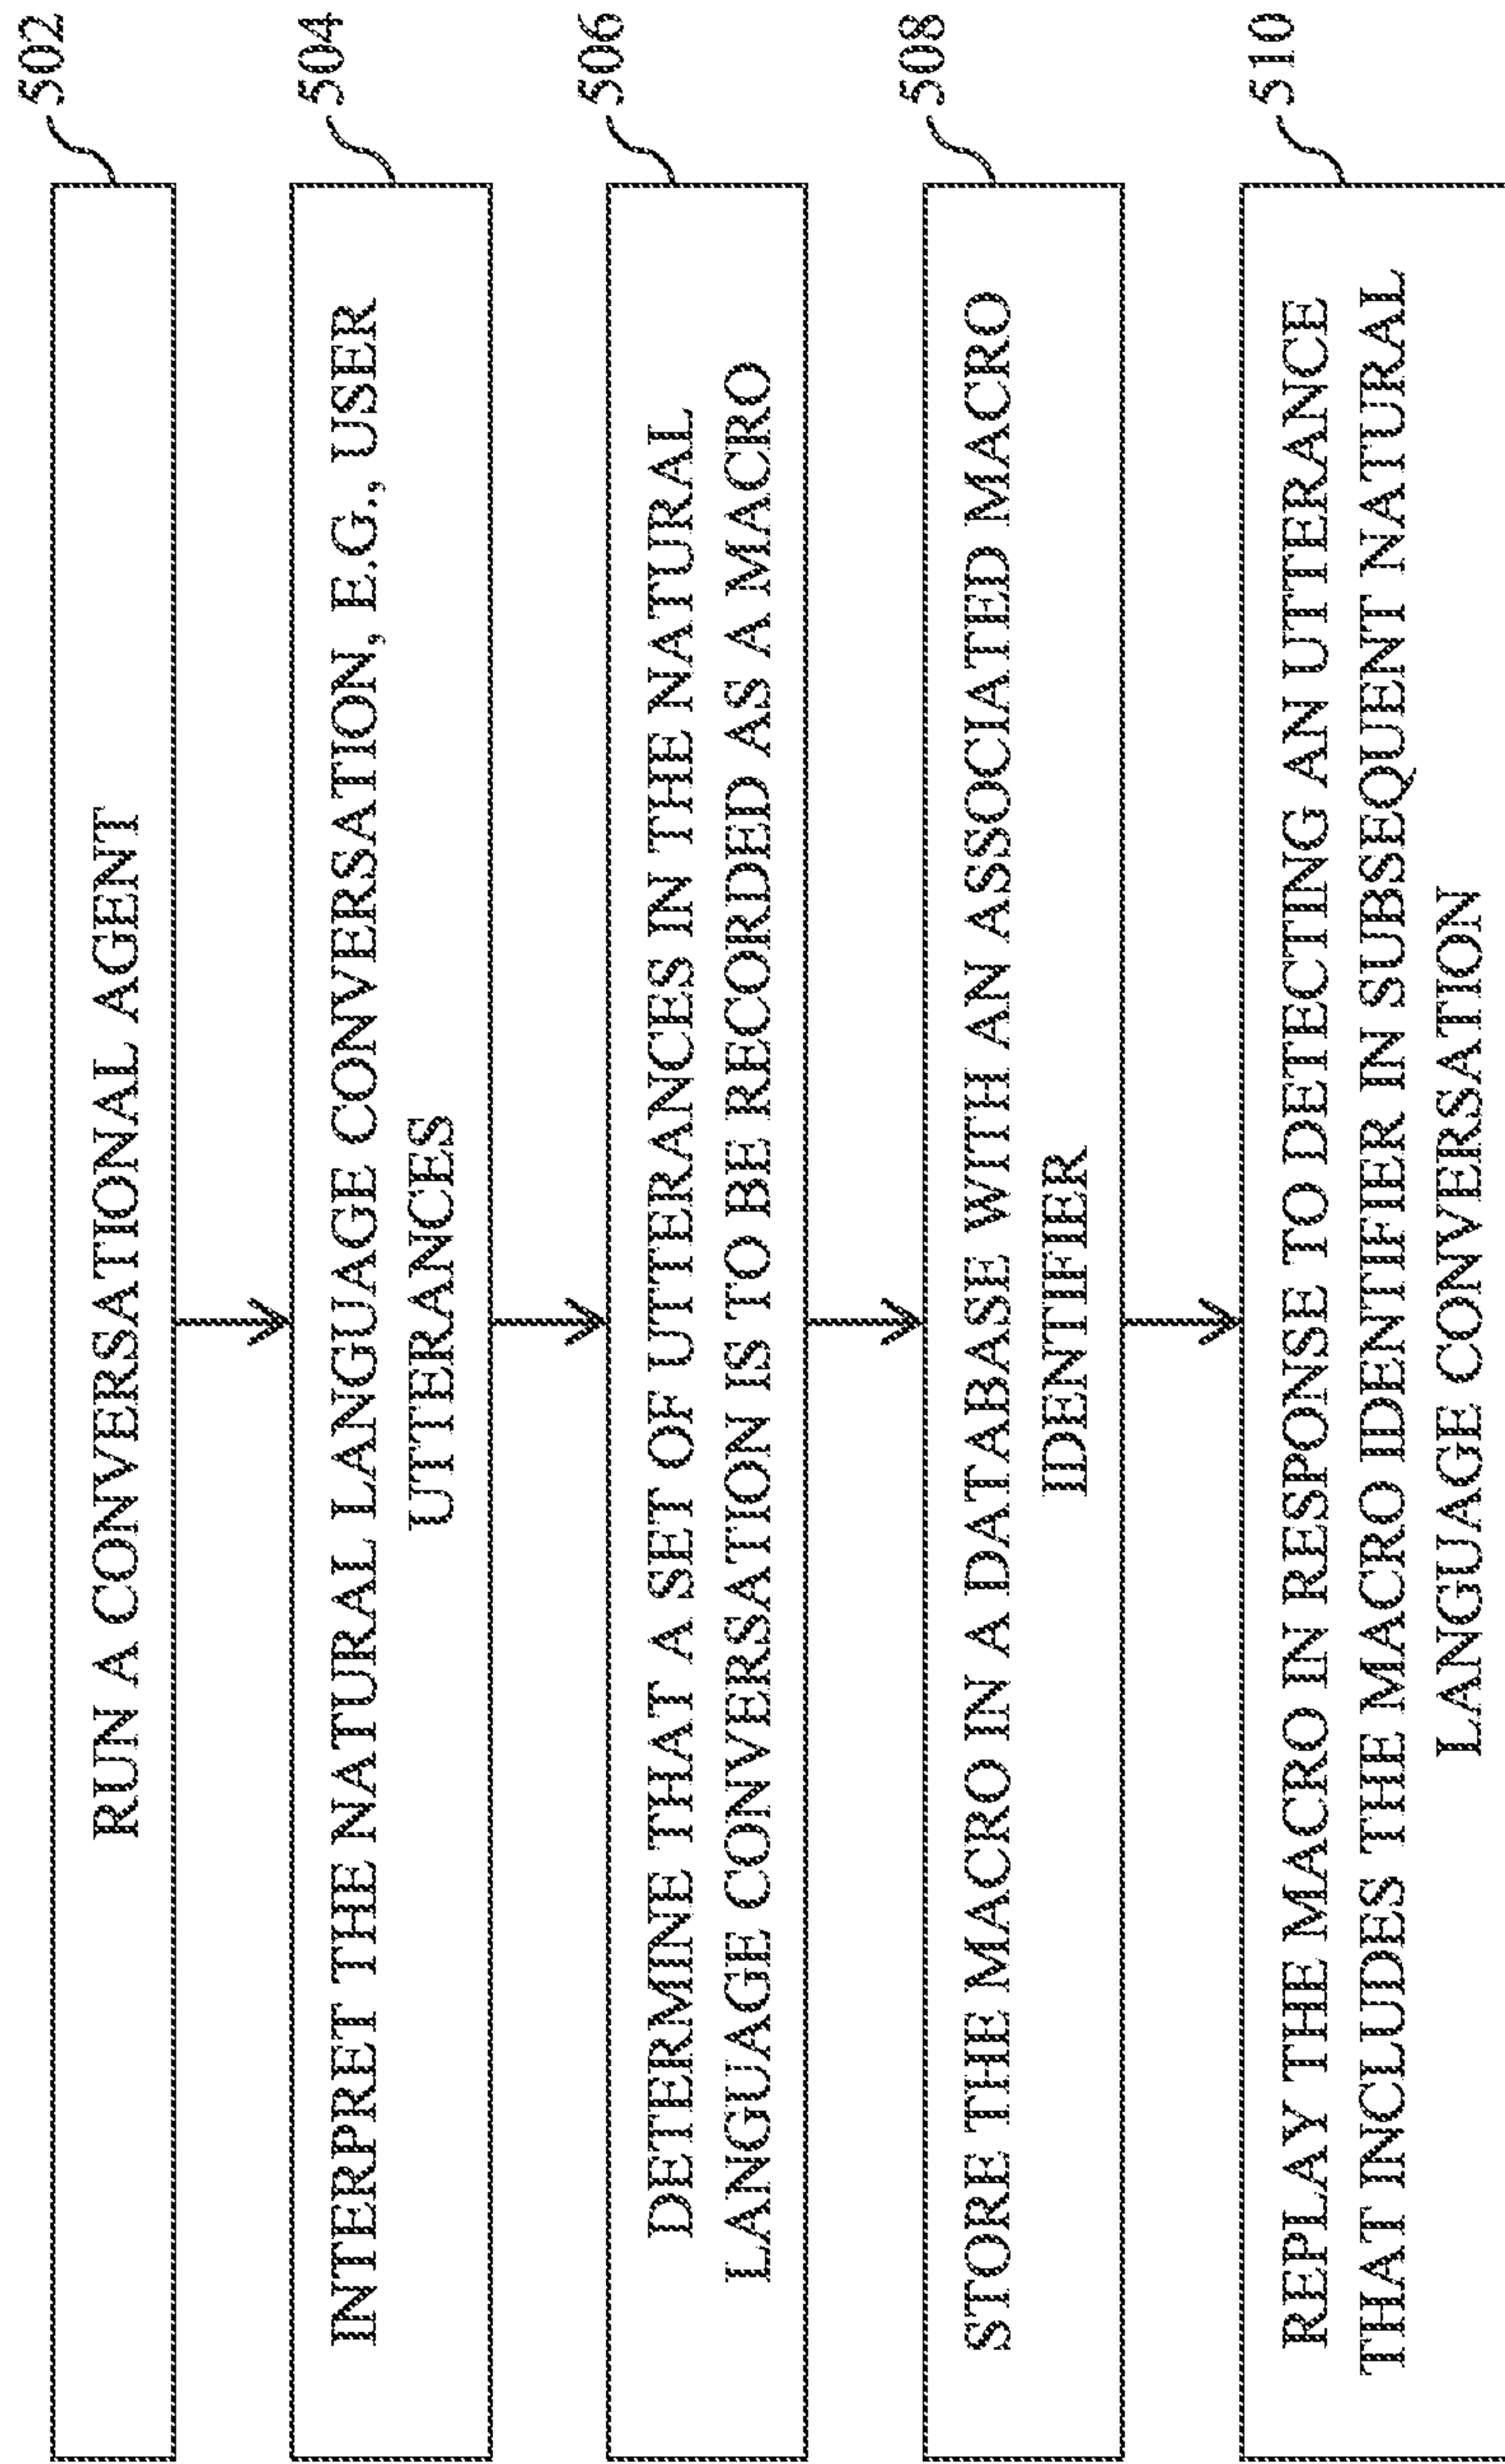 502
RUN A CONVERSATIONAL AGENT
504
INTERPRET THE NATURAL LANGUAGE CONVERSATION, E.G., USER
UTTERANCES
506
DETERMINE THAT A SET OF UTTERANCES IN THE NATURAL
LANGUAGE CONVERSATION IS TO BE RECORDED AS A MACRO
508
STORE THE MACRO IN A DATABASE WITH AN ASSOCIATED MACRO
IDENTIFIER
510
REPLAY THE MACRO IN RESPONSE TO DETECTING AN UTTERANCE
THAT INCLUDES THE MACRO IDENTIFIER IN SUBSEQUENT NATURAL
LANGUAGE CONVERSATION